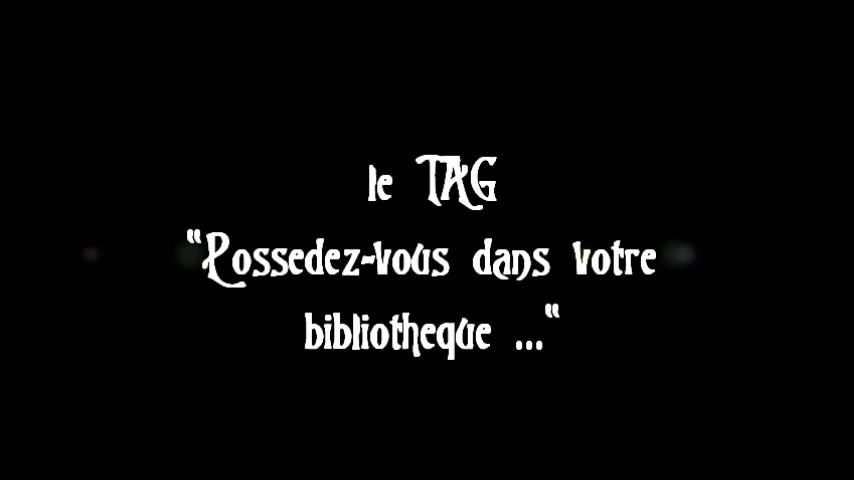 le TAG
"Possedez-vous dans votre
bibliotheque ..."